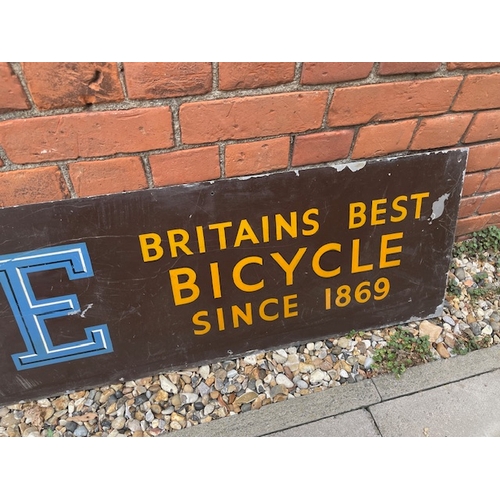 E
BRITAINS BEST
BICYCLE
SINCE 1869